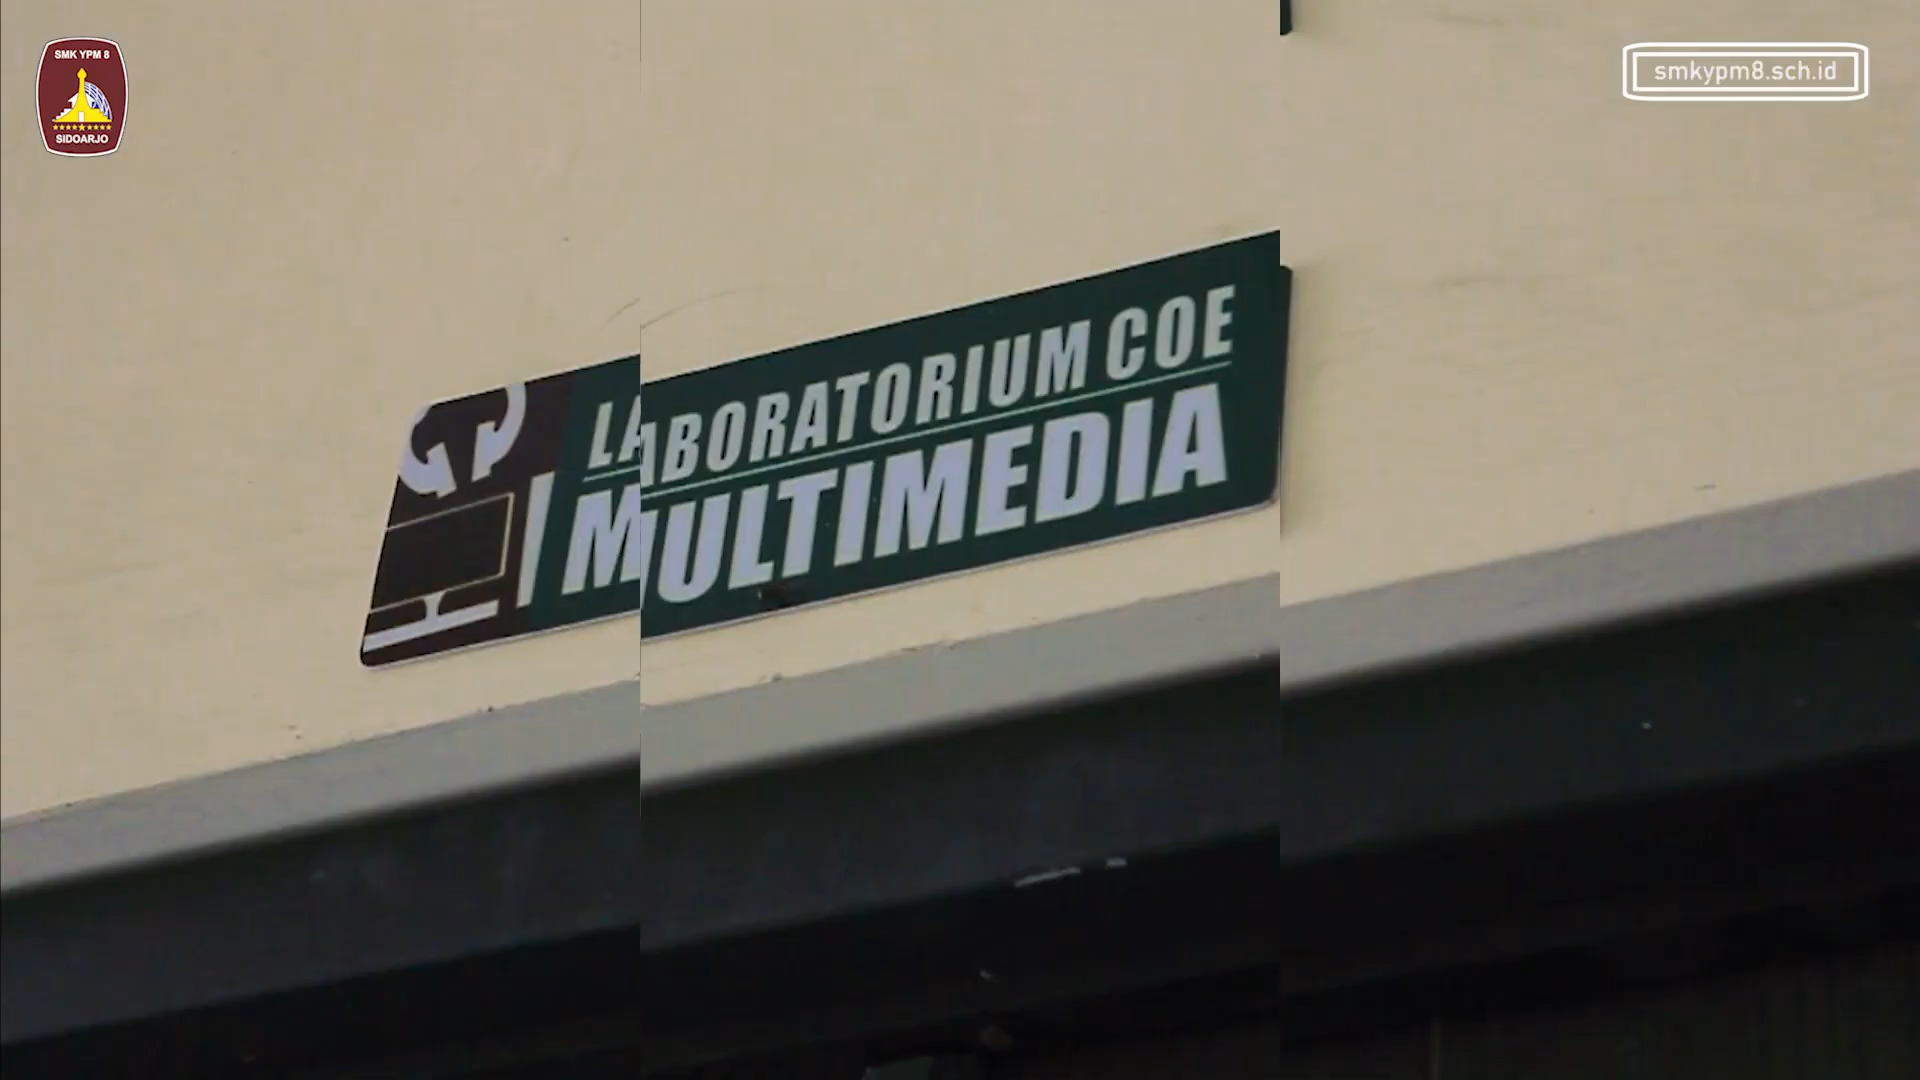 SMK YPM 8
SIDOARJO
smkypm8.sch.id
LABORATORIUM COE
MULTIMEDIA